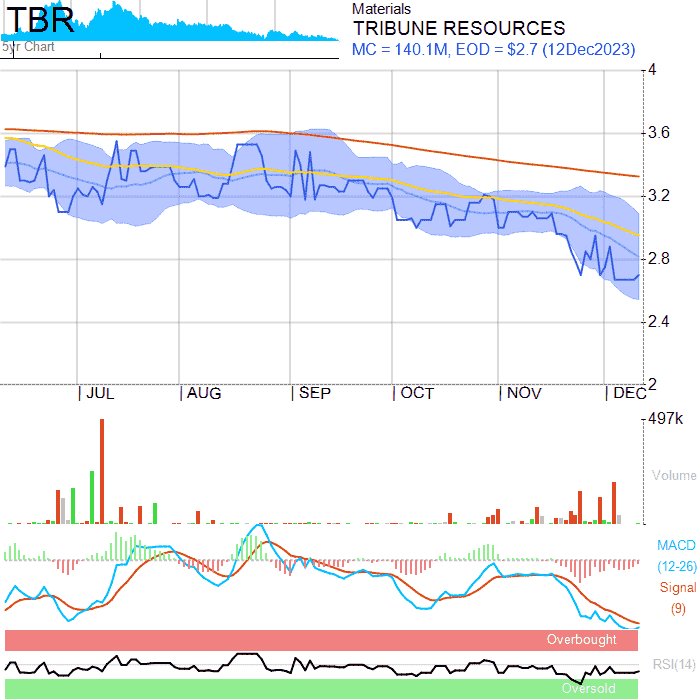 TBR
5yr Chart
Materials
TRIBUNE RESOURCES
MC = 140.1M, EOD = $2.7 (12Dec2023)
4
3.6
3.2
2.8
2.4
2
| JUL | AUG | SEP | OCT | NOV | DEC
497k
Volume
MACD
(12-26)
Signal
(9)
Overbought
RSI(14)
Oversold